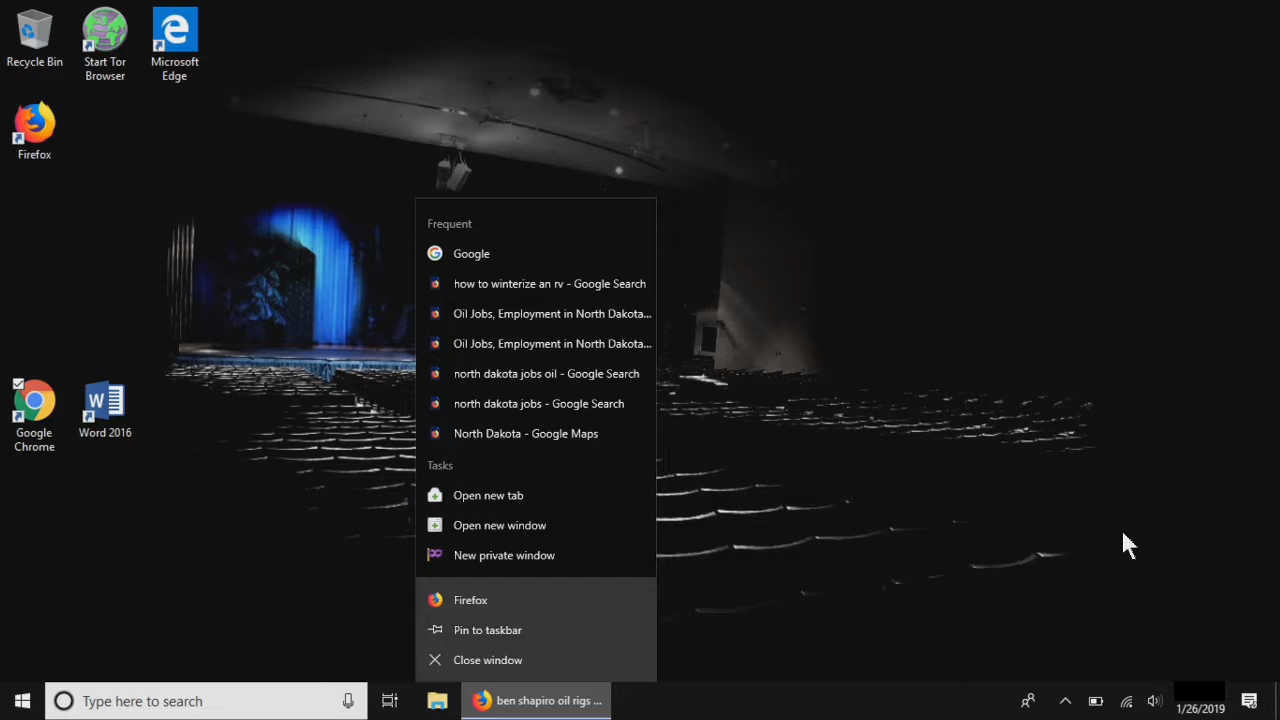 Recycle Bin
Start Tor
Browser
Microsoft
Edge
Firefox
Google
Chrome
Word 2016
Frequent
Google
how to winterize an rv - Google Search
Oil Jobs, Employment in North Dakota...
Oil Jobs, Employment in North Dakota...
north dakota jobs oil - Google Search
north dakota jobs - Google Search
North Dakota - Google Maps
Tasks
Open new tab
Open new window
New private window
Firefox
Pin to taskbar
Close window
Type here to search
ben shapiro oil rigs ...
1/26/2019